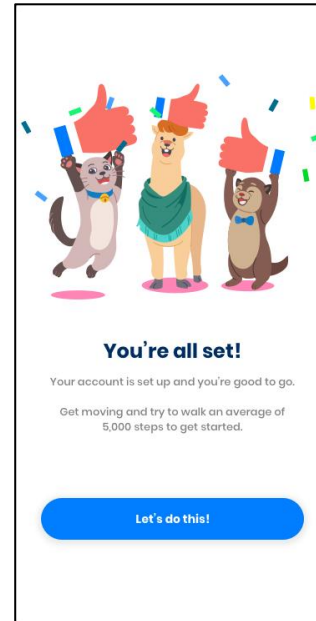 You're all set!
Your account is set up and you're good to go.
Get moving and try to walk an average of
5,000 steps to get started.
Let's do this!